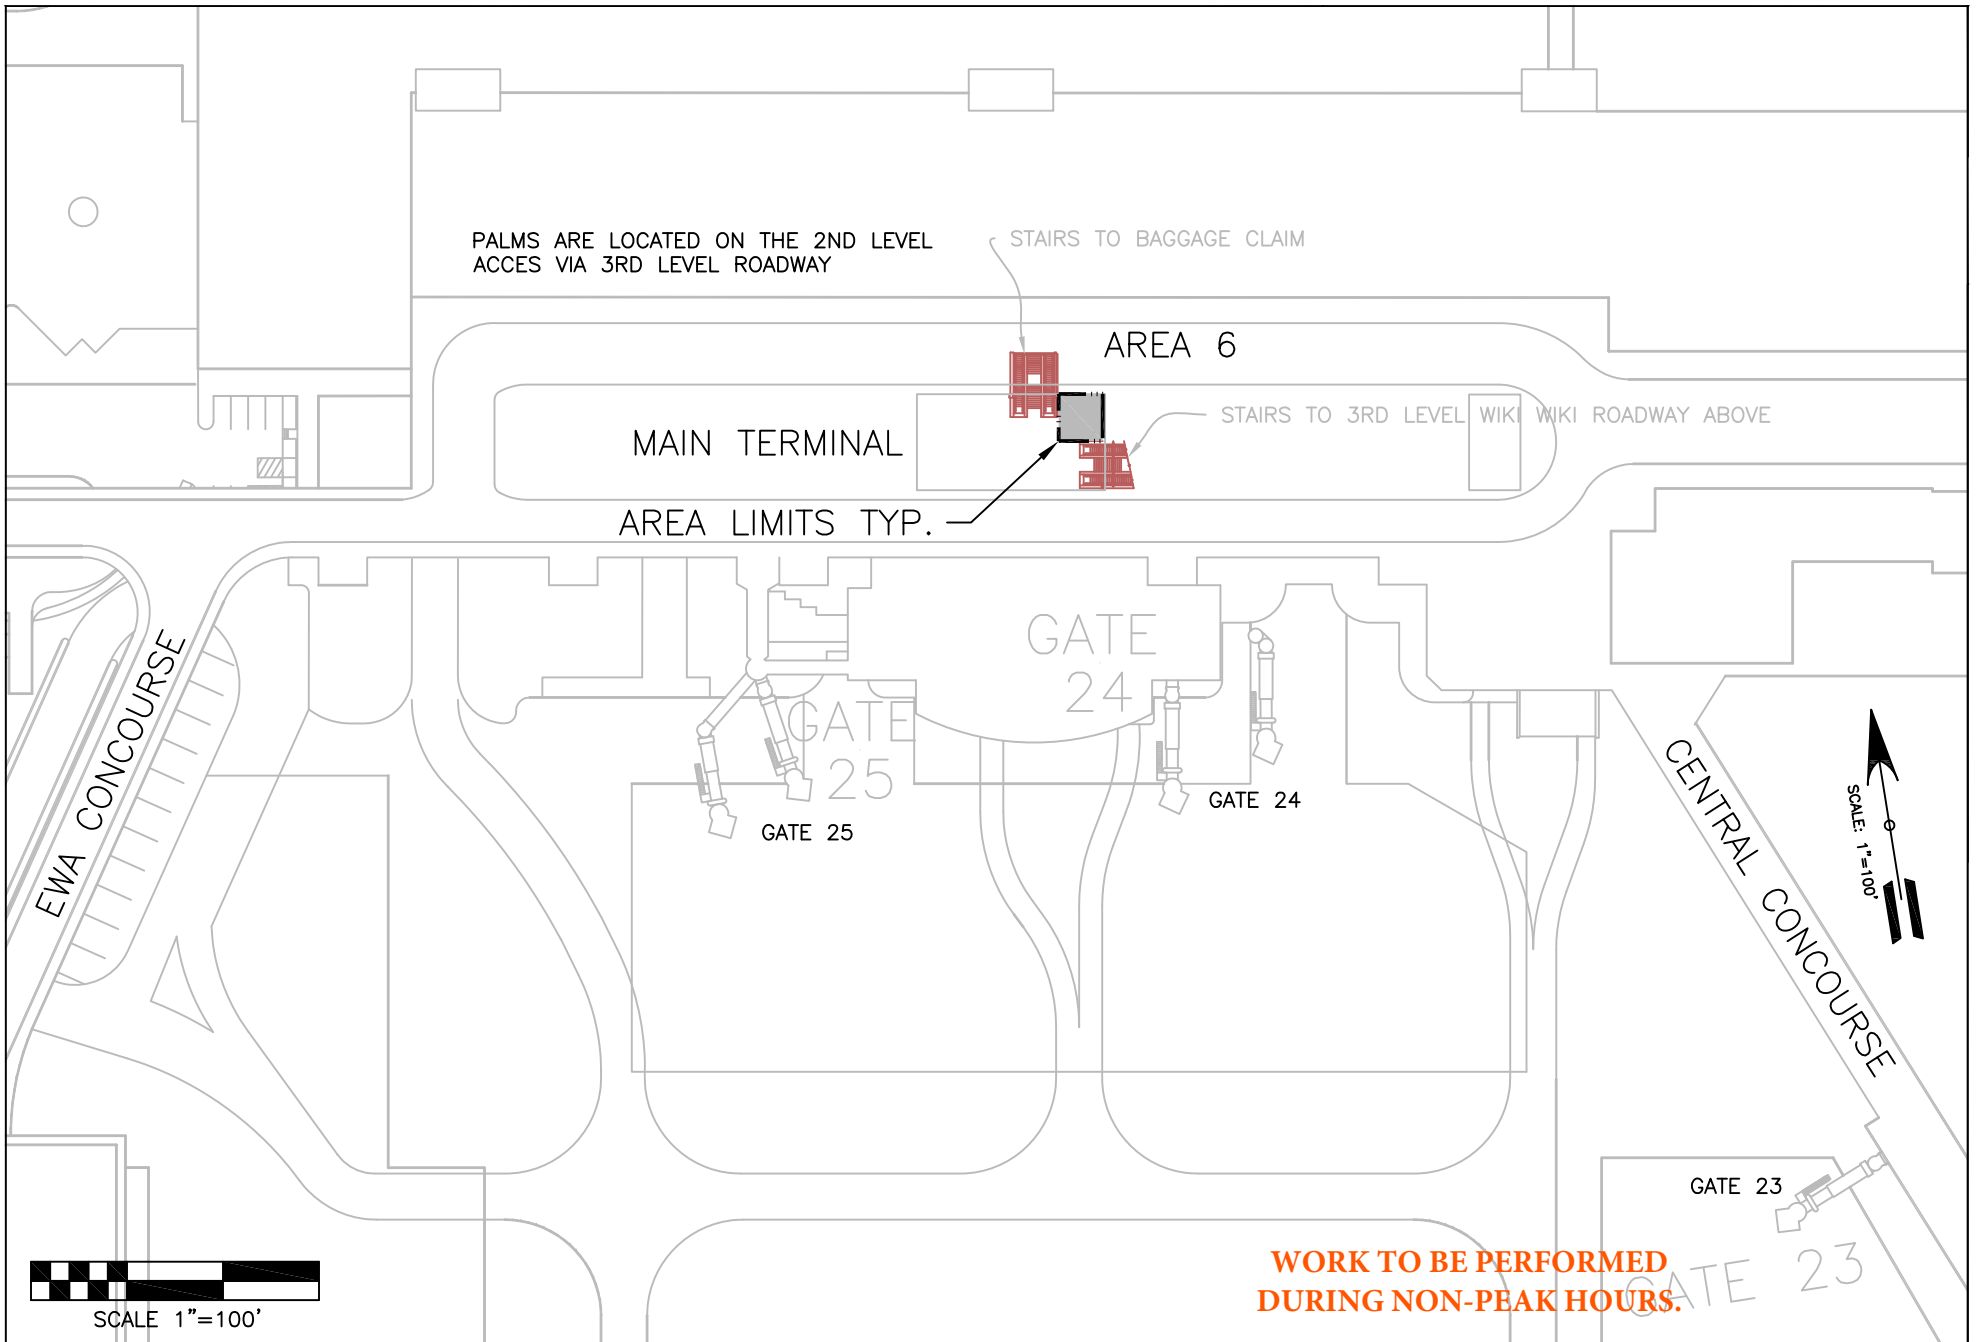 PALMS ARE LOCATED ON THE 2ND LEVEL
ACCES VIA 3RD LEVEL ROADWAY
STAIRS TO BAGGAGE CLAIM
AREA 6
STAIRS TO 3RD LEVEL WIKI WIKI ROADWAY ABOVE
MAIN TERMINAL
AREA LIMITS TYP.
GATE
24
GATE
25
GATE 24
GATE 25
EWA CONCOURSE
CENTRAL CONCOURSE
SCALE: 1"=100'
GATE 23
GATE 23
WORK TO BE PERFORMED
DURING NON-PEAK HOURS.
SCALE 1"=100'